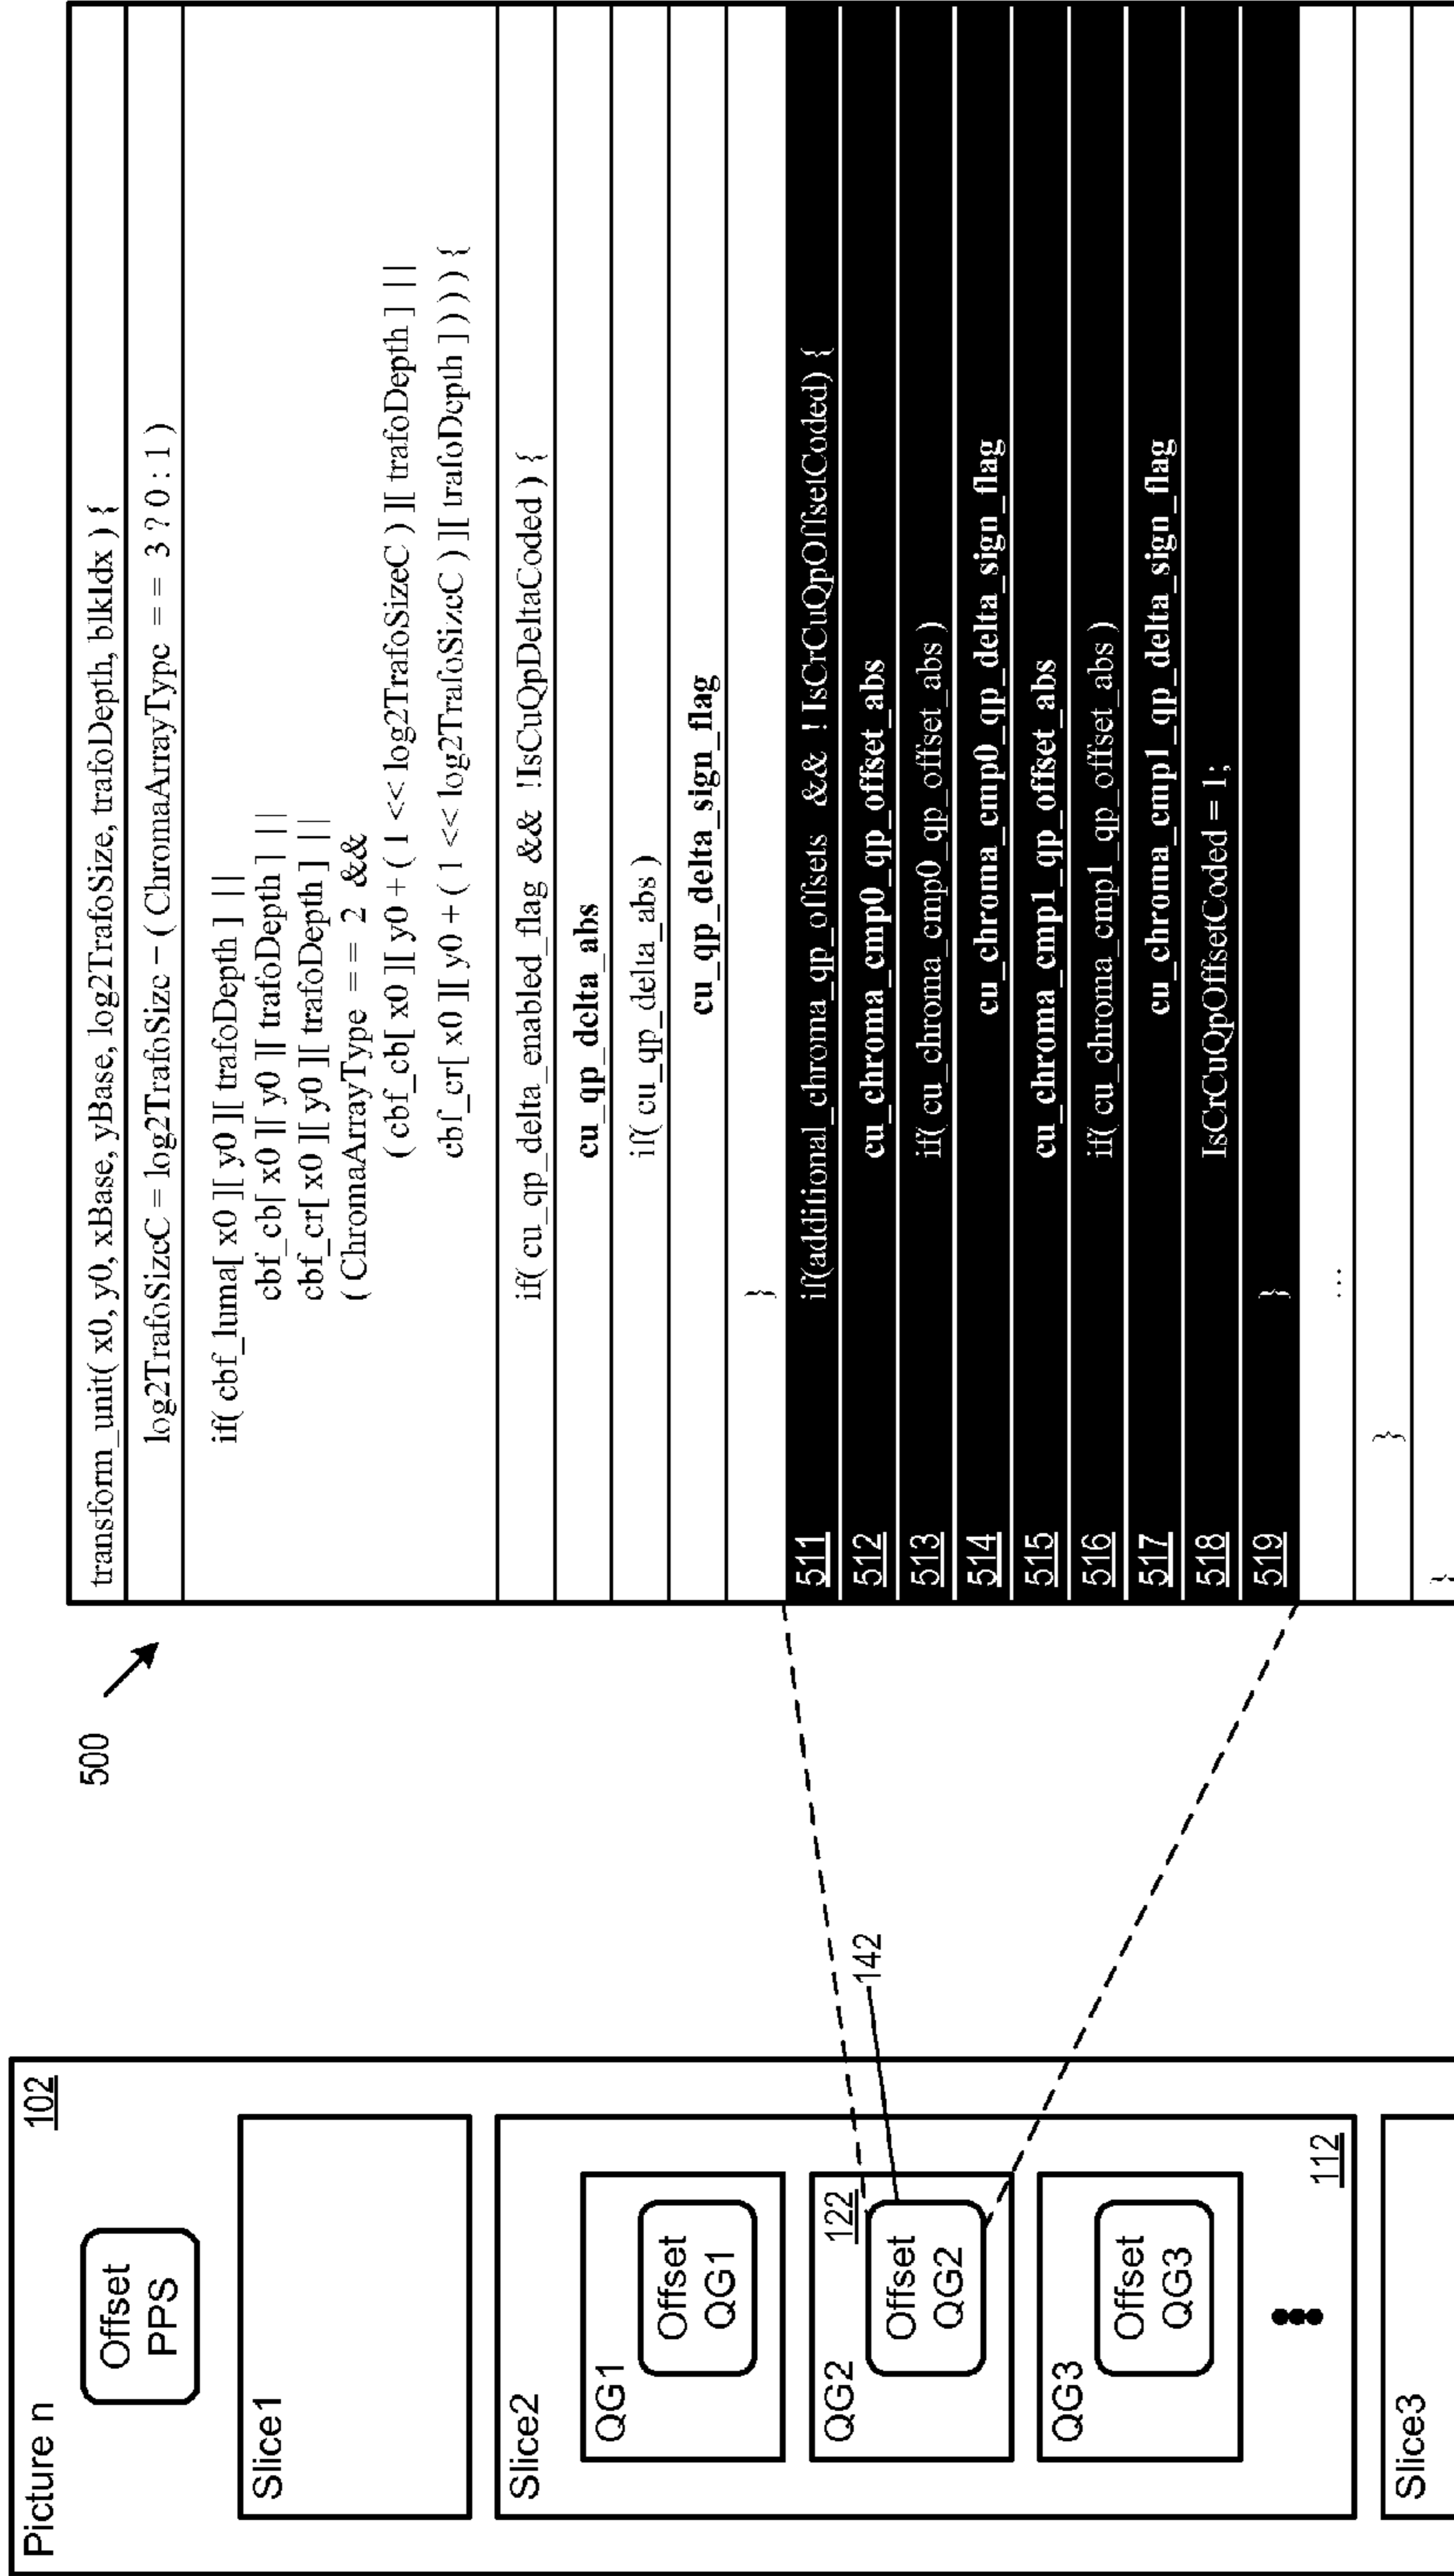 Picture n
102
Offset
PPS
Slice1
Slice2
QG1
Offset
QG1
QG2
122
Offset
QG2
142
QG3
Offset
QG3
112
Slice3
500
transform_unit( x0, y0, xBase, yBase, log2TrafoSize, trafoDepth, blkIdx ) {
log2TrafoSizeC = log2TrafoSize − ( ChromaArrayType = = 3 ? 0 : 1 )
if( cbf_luma[ x0 ][ y0 ][ trafoDepth ] ||
cbf_cb[ x0 ][ y0 ][ trafoDepth ] ||
cbf_cr[ x0 ][ y0 ][ trafoDepth ] ||
( ChromaArrayType = = 2 &&
( cbf_cb[ x0 ][ y0 + ( 1 << log2TrafoSizeC ) ][ trafoDepth ] ||
cbf_cr[ x0 ][ y0 + ( 1 << log2TrafoSizeC ) ][ trafoDepth ] ) ) ) {
if( cu_qp_delta_enabled_flag && !IsCuQpDeltaCoded ) {
cu_qp_delta_abs
if( cu_qp_delta_abs )
cu_qp_delta_sign_flag
}
511 if(additional_chroma_qp_offsets && ! IsCrCuQpOffsetCoded) {
512 cu_chroma_cmp0_qp_offset_abs
513 if( cu_chroma_cmp0_qp_offset_abs )
514 cu_chroma_cmp0_qp_delta_sign_flag
515 cu_chroma_cmp1_qp_offset_abs
516 if( cu_chroma_cmp1_qp_offset_abs )
517 cu_chroma_cmp1_qp_delta_sign_flag
518 IsCrCuQpOffsetCoded = 1;
519 }
…
}
}